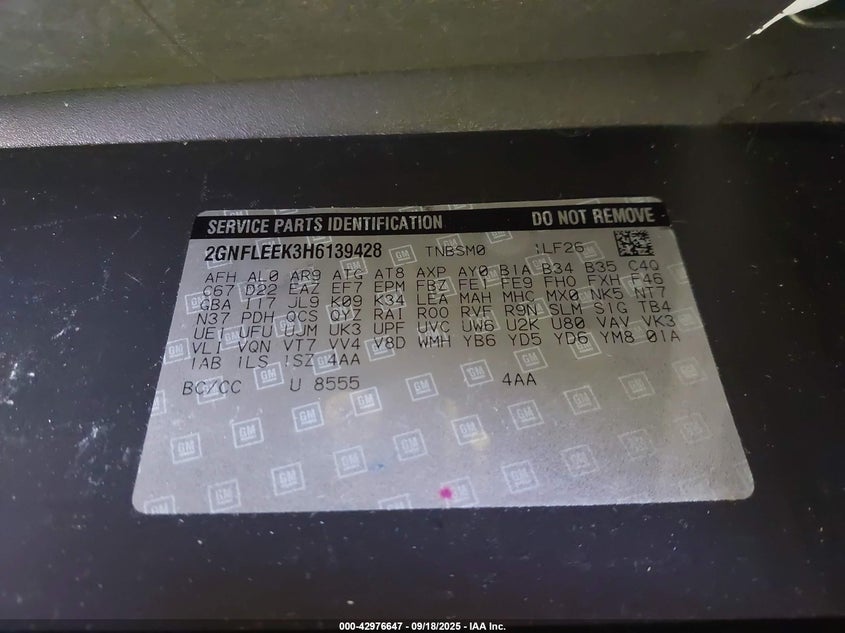 SERVICE PARTS IDENTIFICATION DO NOT REMOVE
2GNFLEEK3H6139428 TNBSM0 1LF26
AFH AL0 AR9 ATG AT8 AXP AY0 B1A B34 B35 C4Q
C67 D22 EAZ EF7 EPM FBZ FE1 FE9 FHO FXH F46
GBA IT7 JL9 K09 K34 LEA MAH MHC MX0 NK5 NT7
N37 PDH QCS QYZ RAI ROO RVF R9N SLM S1G TB4
UE1 UFU UJM UK3 UPF UVC UW6 U2K U80 VAV VK3
VLI VQN VT7 VV4 V8D WMH YB6 YD5 YD6 YM8 01A
1AB 1LS 1SZ 4AA
BC/CC U 8555 4AA
000-42976647 - 09/18/2025 - IAA Inc.